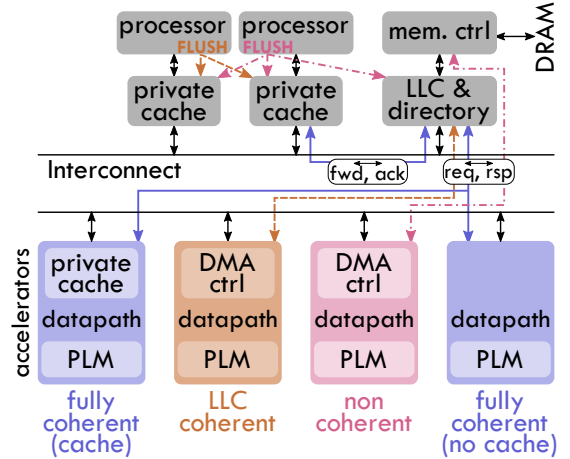 processor
processor
mem. ctrl
DRAM
FLUSH
FLUSH
private
cache
private
cache
LLC &
directory
Interconnect
fwd, ack
req, rsp
accelerators
private
cache
datapath
PLM
DMA
ctrl
datapath
PLM
DMA
ctrl
datapath
PLM
datapath
PLM
fully
coherent
(cache)
LLC
coherent
non
coherent
fully
coherent
(no cache)